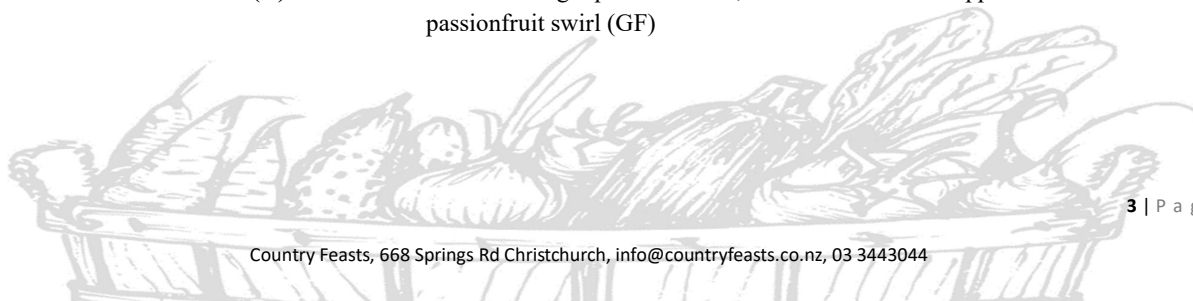 passionfruit swirl (GF)
3 | P a g
Country Feasts, 668 Springs Rd Christchurch, info@countryfeasts.co.nz, 03 3443044